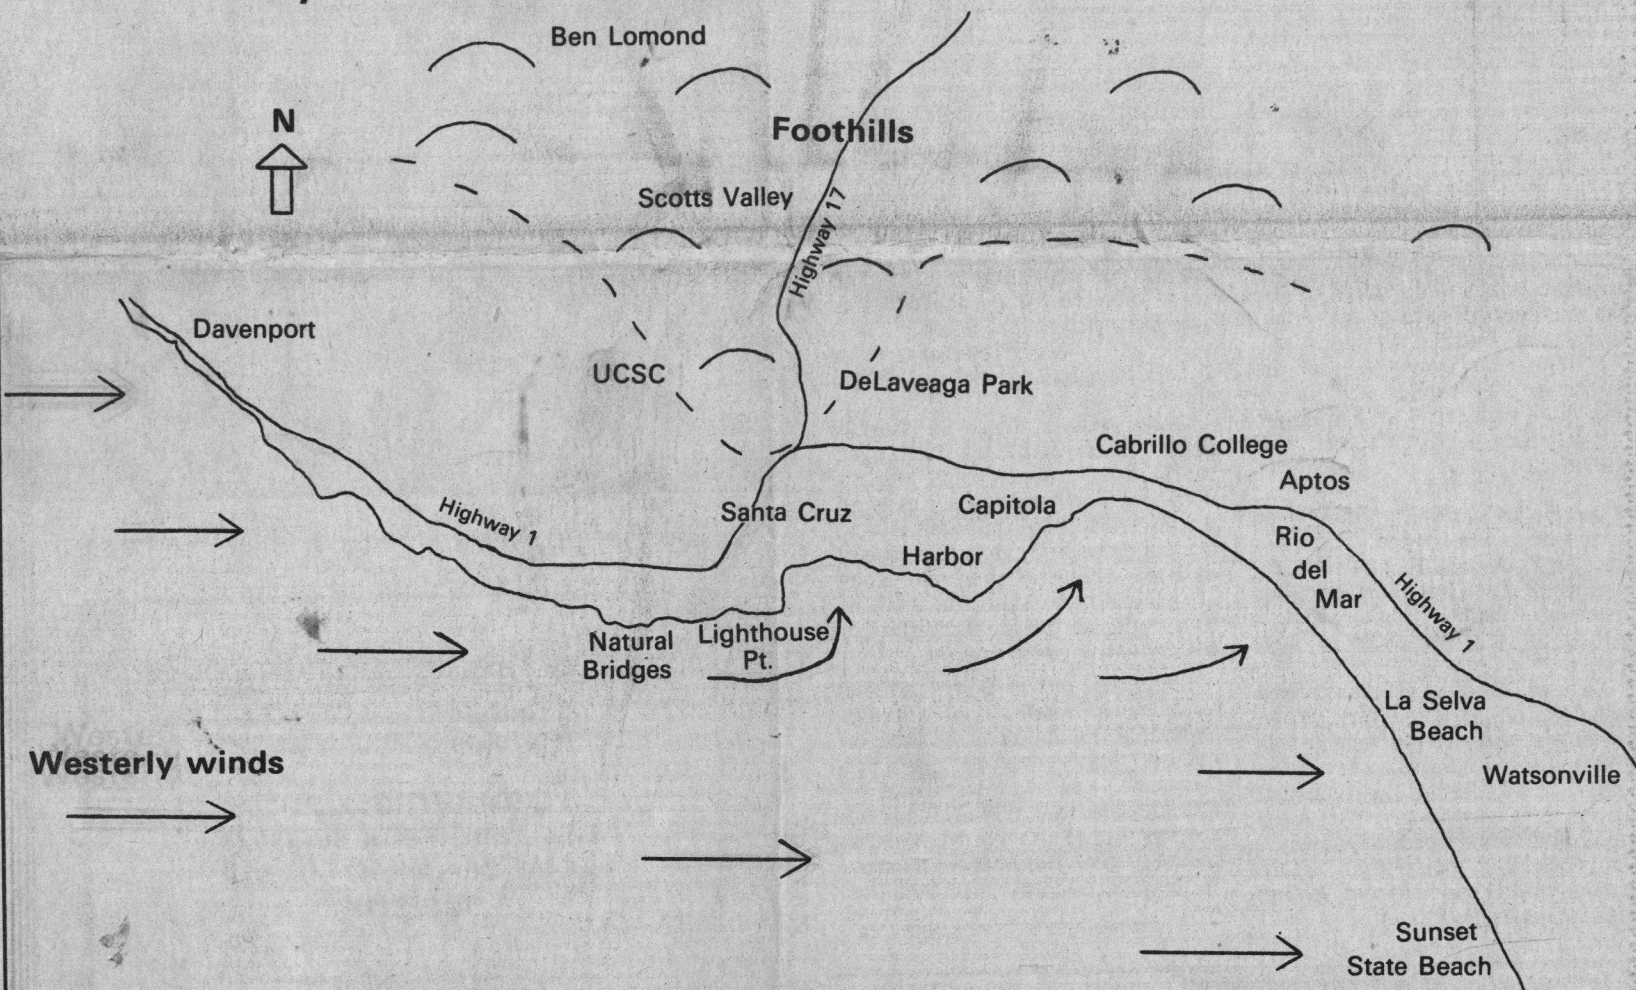 Ben Lomond
N
Foothills
Scotts Valley
Highway 17
Davenport
UCSC
DeLaveaga Park
Cabrillo College
Aptos
Highway 1
Santa Cruz
Capitola
Harbor
Rio
del
Mar
Highway 1
Natural
Bridges
Lighthouse
Pt.
La Selva
Beach
Westerly winds
Watsonville
Sunset
State Beach